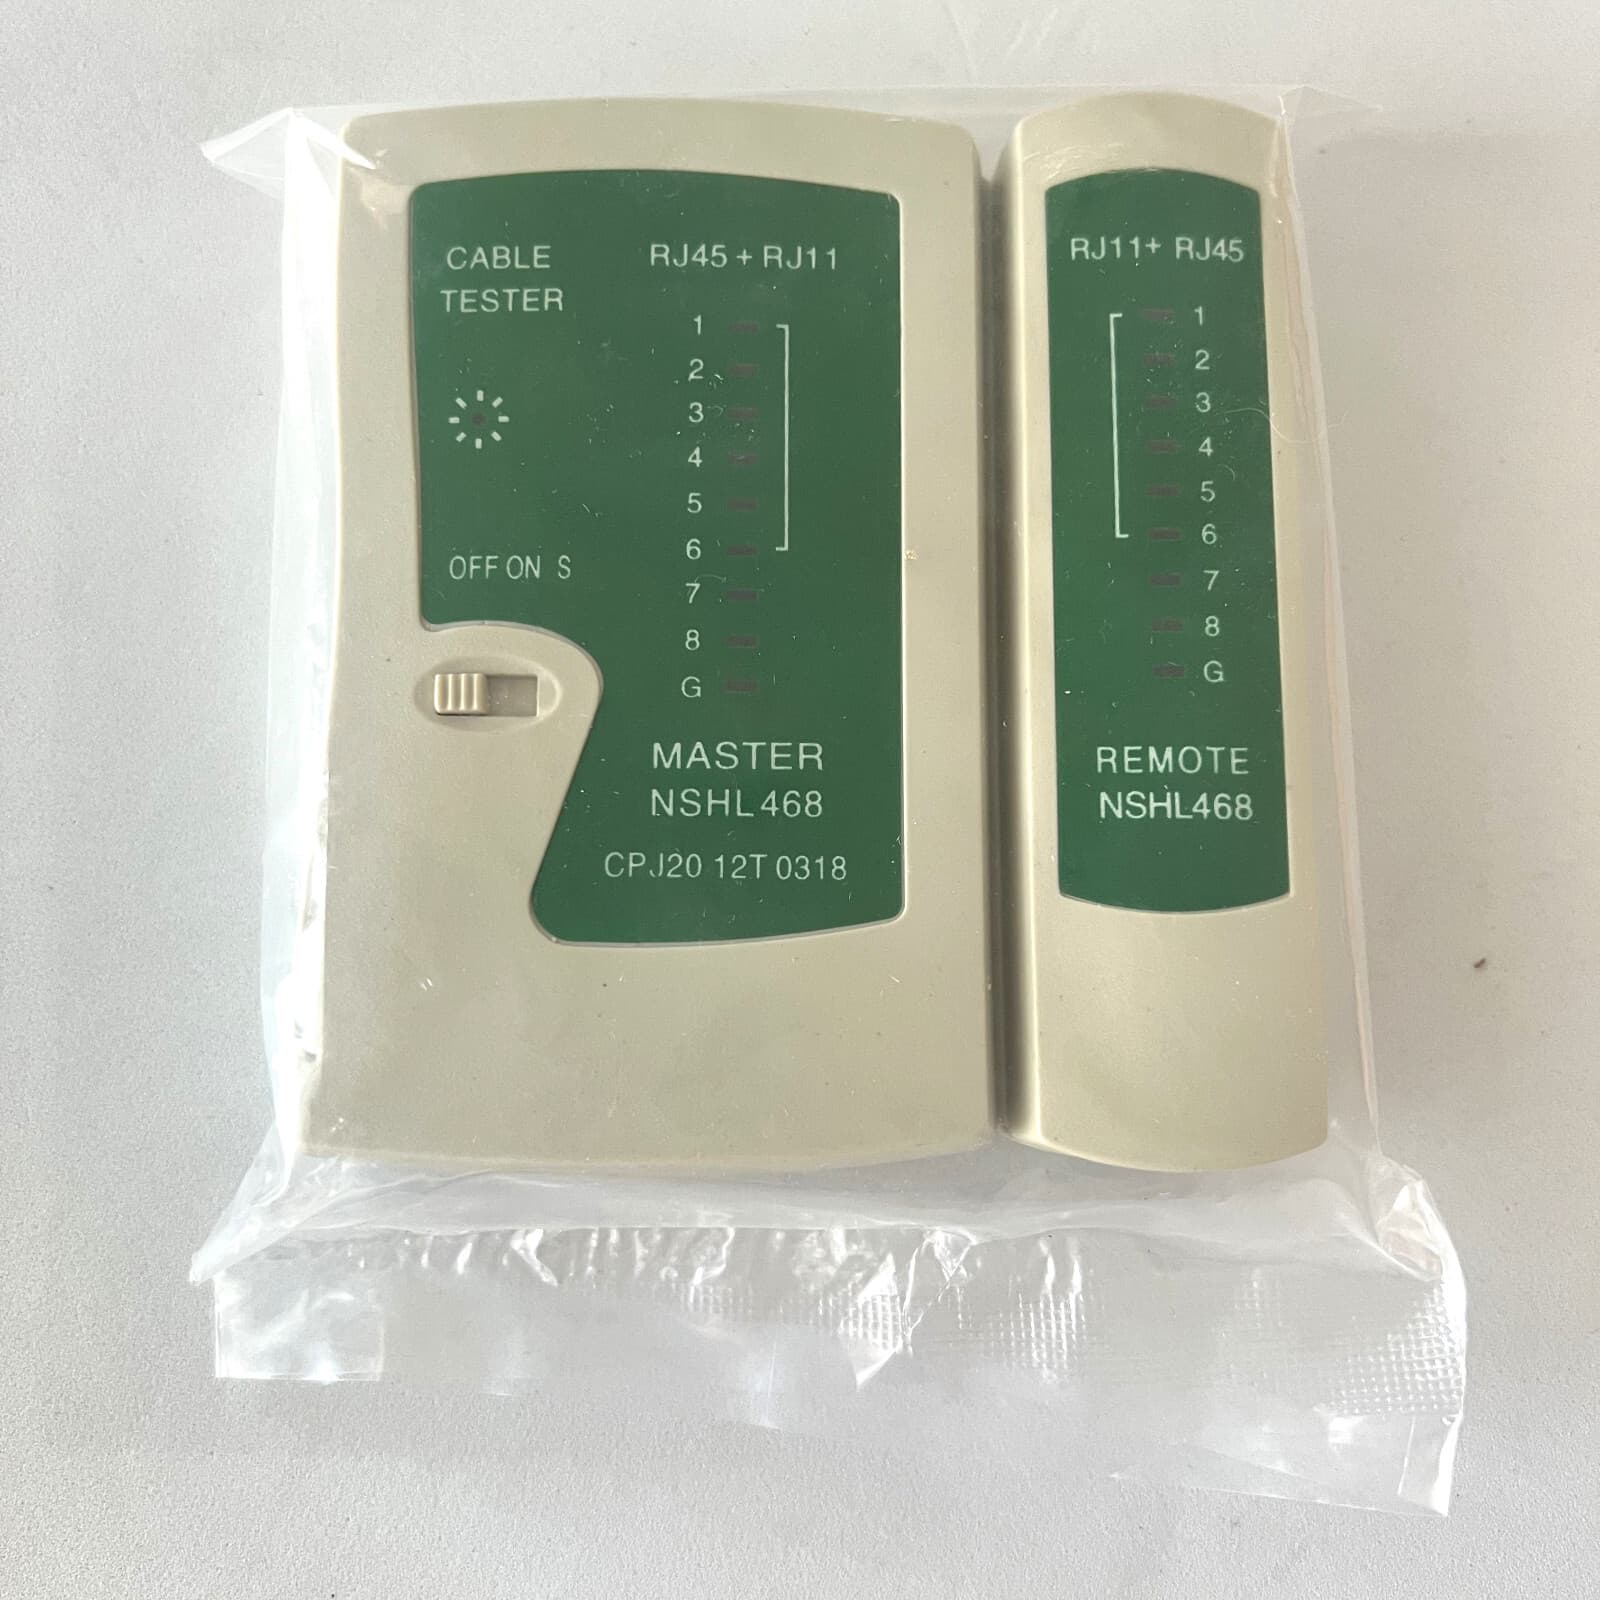 CABLE
TESTER
OFF ON S
RJ45 + RJ11
1
2
3
4
5
6
7
8
G
MASTER
NSHL468
CPJ20 12T 0318
RJ11+ RJ45
1
2
3
4
5
6
7
8
G
REMOTE
NSHL468